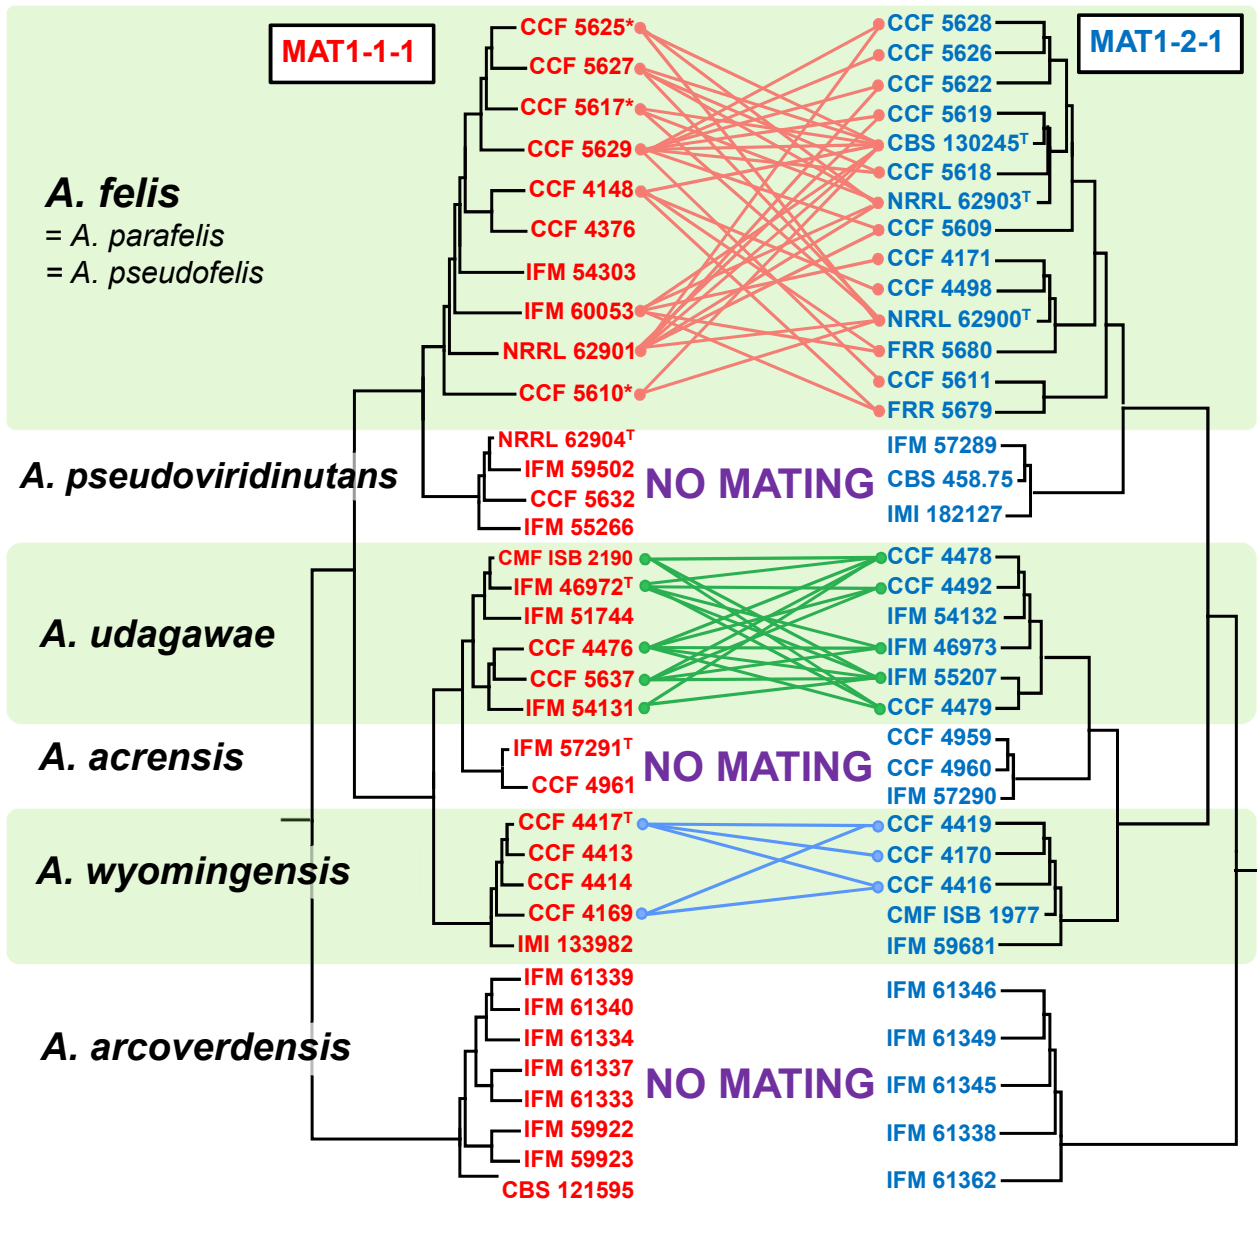 MAT1-1-1
MAT1-2-1
A. felis
= A. parafelis
= A. pseudofelis
CCF 5625*
CCF 5627
CCF 5617*
CCF 5629
CCF 4148
CCF 4376
IFM 54303
IFM 60053
NRRL 62901
CCF 5610*
CCF 5628
CCF 5626
CCF 5622
CCF 5619
CBS 130245ᵀ
CCF 5618
NRRL 62903ᵀ
CCF 5609
CCF 4171
CCF 4498
NRRL 62900ᵀ
FRR 5680
CCF 5611
FRR 5679
A. pseudoviridinutans
NRRL 62904ᵀ
IFM 59502
CCF 5632
IFM 55266
NO MATING
IFM 57289
CBS 458.75
IMI 182127
A. udagawae
CMF ISB 2190
IFM 46972ᵀ
IFM 51744
CCF 4476
CCF 5637
IFM 54131
CCF 4478
CCF 4492
IFM 54132
IFM 46973
IFM 55207
CCF 4479
A. acrensis
IFM 57291ᵀ
CCF 4961
NO MATING
CCF 4959
CCF 4960
IFM 57290
A. wyomingensis
CCF 4417ᵀ
CCF 4413
CCF 4414
CCF 4169
IMI 133982
CCF 4419
CCF 4170
CCF 4416
CMF ISB 1977
IFM 59681
A. arcoverdensis
IFM 61339
IFM 61340
IFM 61334
IFM 61337
IFM 61333
IFM 59922
IFM 59923
CBS 121595
NO MATING
IFM 61346
IFM 61349
IFM 61345
IFM 61338
IFM 61362